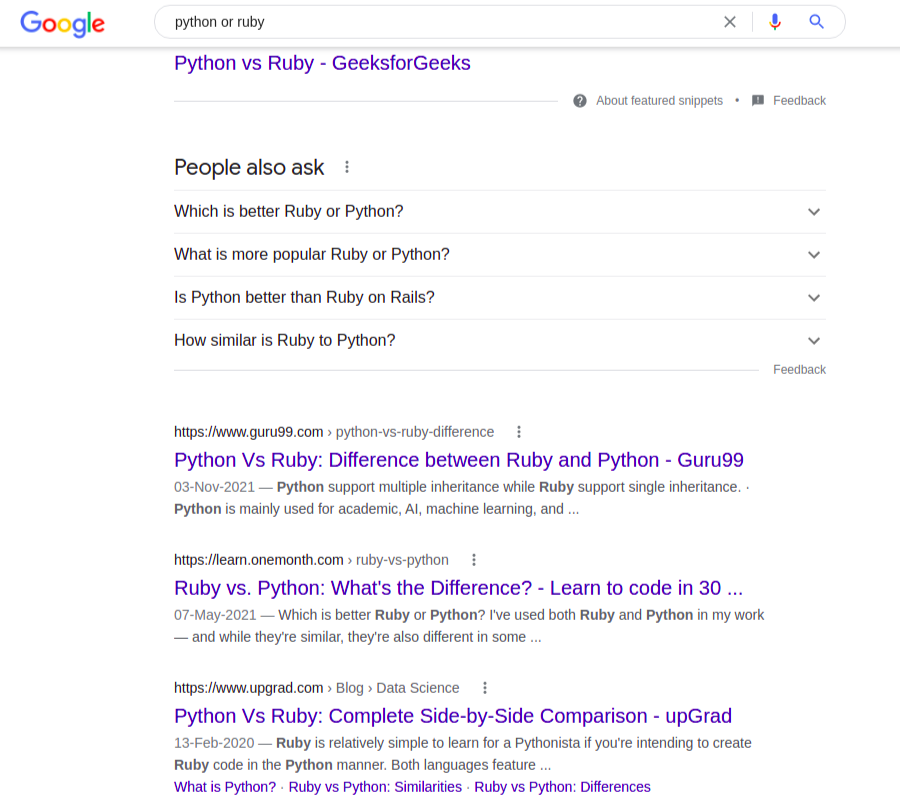 Google
python or ruby
Python vs Ruby - GeeksforGeeks
About featured snippets • Feedback
People also ask
Which is better Ruby or Python?
What is more popular Ruby or Python?
Is Python better than Ruby on Rails?
How similar is Ruby to Python?
Feedback
https://www.guru99.com › python-vs-ruby-difference
Python Vs Ruby: Difference between Ruby and Python - Guru99
03-Nov-2021 — Python support multiple inheritance while Ruby support single inheritance. ·
Python is mainly used for academic, AI, machine learning, and ...
https://learn.onemonth.com › ruby-vs-python
Ruby vs. Python: What's the Difference? - Learn to code in 30 ...
07-May-2021 — Which is better Ruby or Python? I've used both Ruby and Python in my work
— and while they're similar, they're also different in some ...
https://www.upgrad.com › Blog › Data Science
Python Vs Ruby: Complete Side-by-Side Comparison - upGrad
13-Feb-2020 — Ruby is relatively simple to learn for a Pythonista if you're intending to create
Ruby code in the Python manner. Both languages feature ...
What is Python? · Ruby vs Python: Similarities · Ruby vs Python: Differences